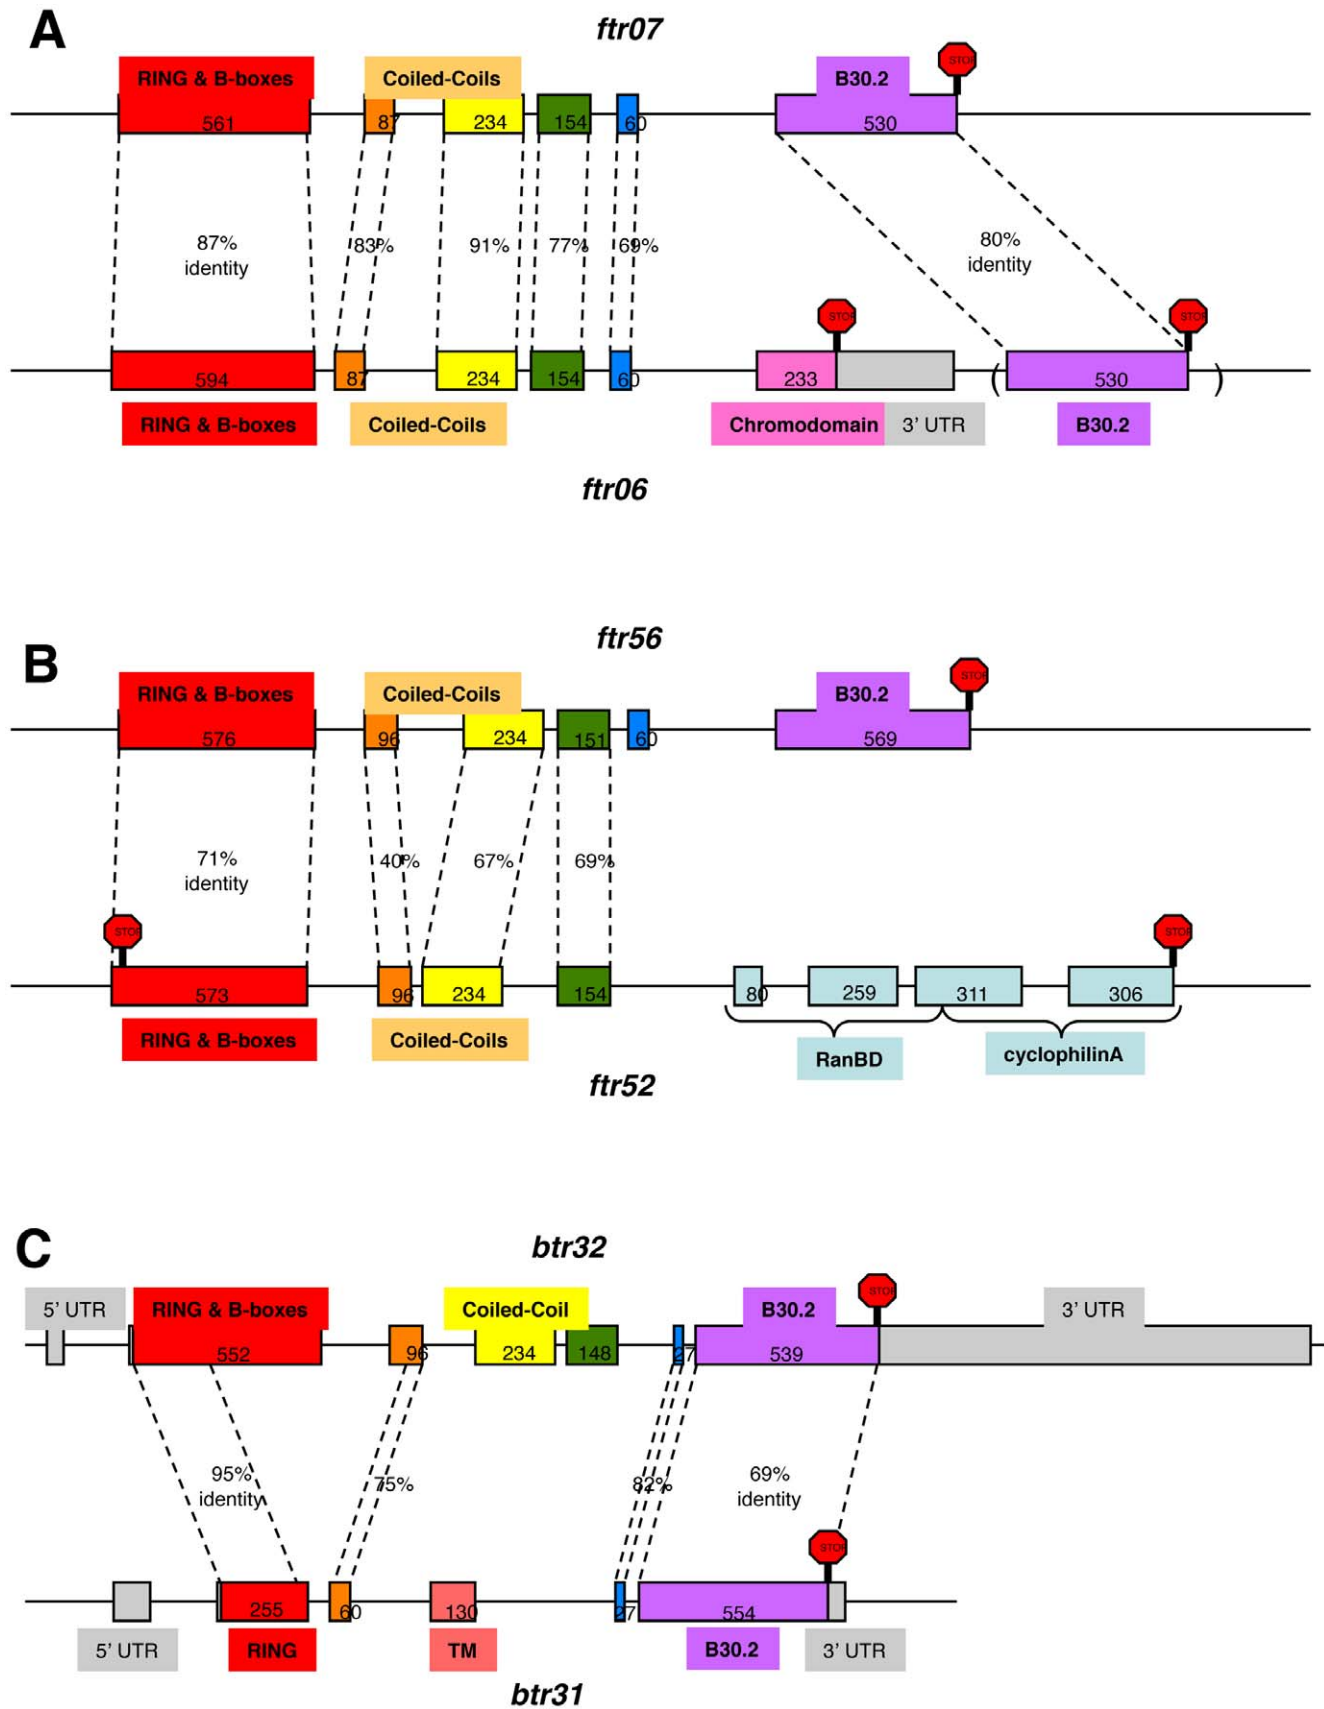 A
ftr07
RING & B-boxes
Coiled-Coils
B30.2
STOP
561
87
234
154
60
530
87%
identity
83%
91%
77%
69%
80%
identity
STOP
STOP
594
87
234
154
60
233
(
530
)
RING & B-boxes
Coiled-Coils
Chromodomain
3' UTR
B30.2
ftr06
B
ftr56
RING & B-boxes
Coiled-Coils
B30.2
STOP
576
96
234
151
60
569
71%
identity
40%
67%
69%
STOP
STOP
573
96
234
154
80
259
311
306
RING & B-boxes
Coiled-Coils
RanBD
cyclophilinA
ftr52
C
btr32
5' UTR
RING & B-boxes
Coiled-Coil
B30.2
STOP
3' UTR
552
96
234
148
27
539
95%
identity
75%
82%
69%
identity
STOP
255
60
130
27
554
5' UTR
RING
TM
B30.2
3' UTR
btr31